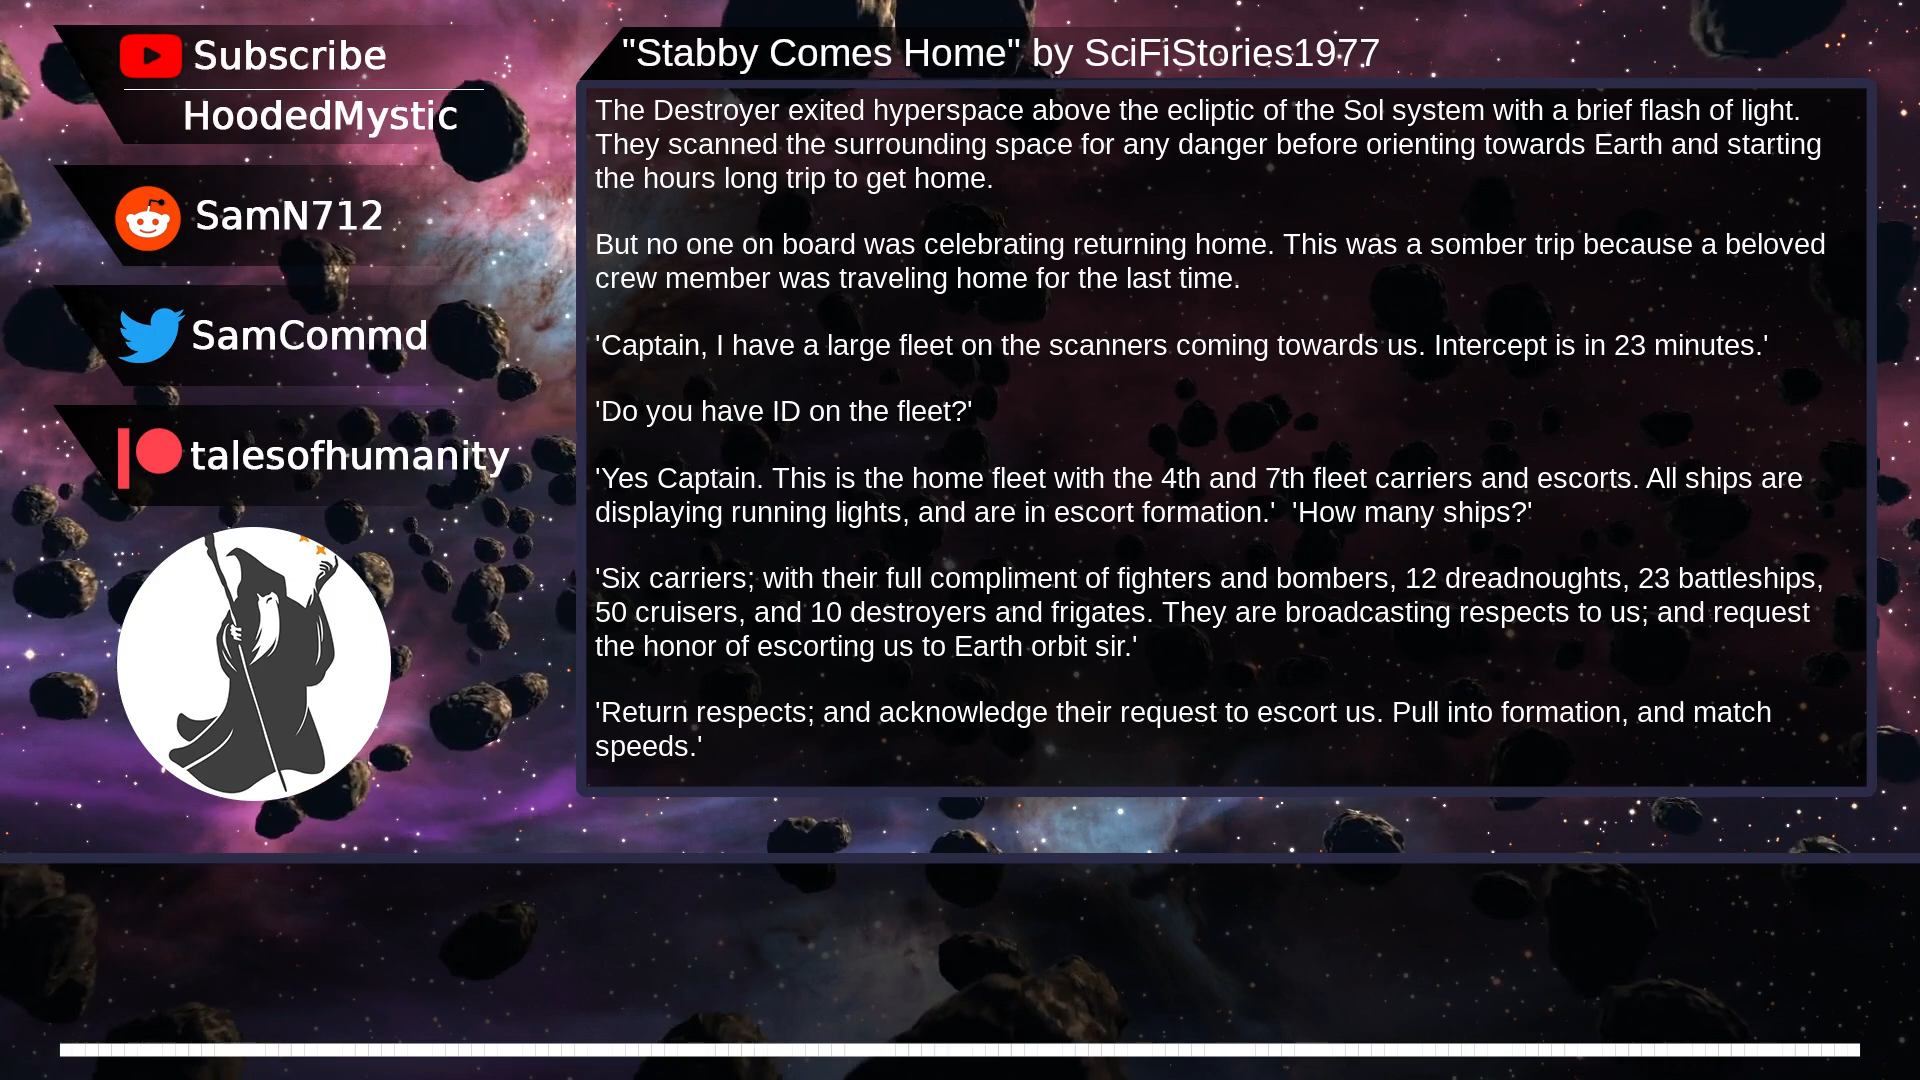 Subscribe
HoodedMystic
SamN712
SamCommd
talesofhumanity
"Stabby Comes Home" by SciFiStories1977
The Destroyer exited hyperspace above the ecliptic of the Sol system with a brief flash of light.
They scanned the surrounding space for any danger before orienting towards Earth and starting
the hours long trip to get home.
But no one on board was celebrating returning home. This was a somber trip because a beloved
crew member was traveling home for the last time.
'Captain, I have a large fleet on the scanners coming towards us. Intercept is in 23 minutes.'
'Do you have ID on the fleet?'
'Yes Captain. This is the home fleet with the 4th and 7th fleet carriers and escorts. All ships are
displaying running lights, and are in escort formation.'  'How many ships?'
'Six carriers; with their full compliment of fighters and bombers, 12 dreadnoughts, 23 battleships,
50 cruisers, and 10 destroyers and frigates. They are broadcasting respects to us; and request
the honor of escorting us to Earth orbit sir.'
'Return respects; and acknowledge their request to escort us. Pull into formation, and match
speeds.'